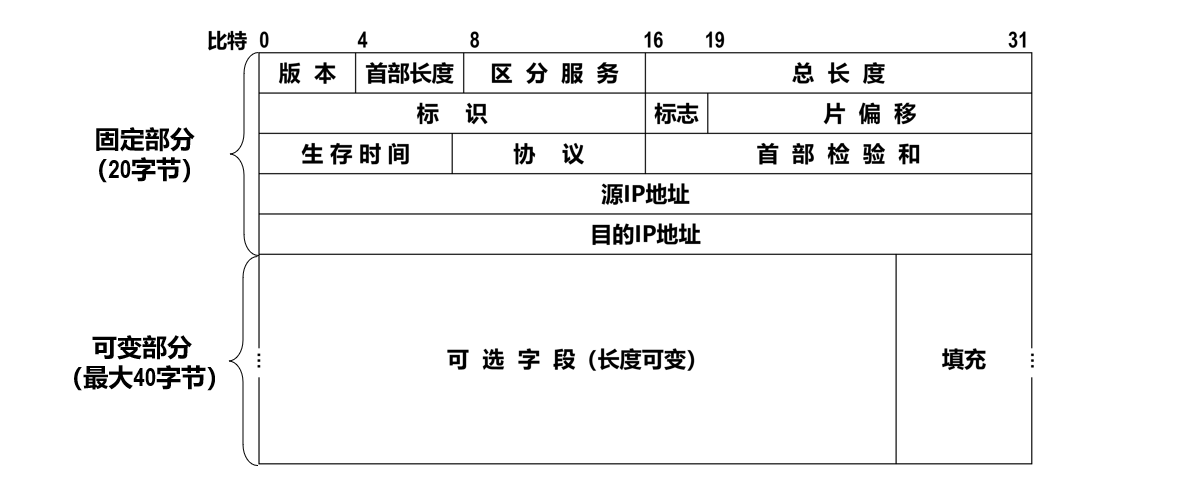 比特 0 4 8 16 19 31
版 本 首部长度 区 分 服 务 总 长 度
标 识 标志 片 偏 移
固定部分
(20字节)
生 存 时 间 协 议 首 部 检 验 和
源IP地址
目的IP地址
可变部分
(最大40字节)
可 选 字 段 (长度可变) 填充